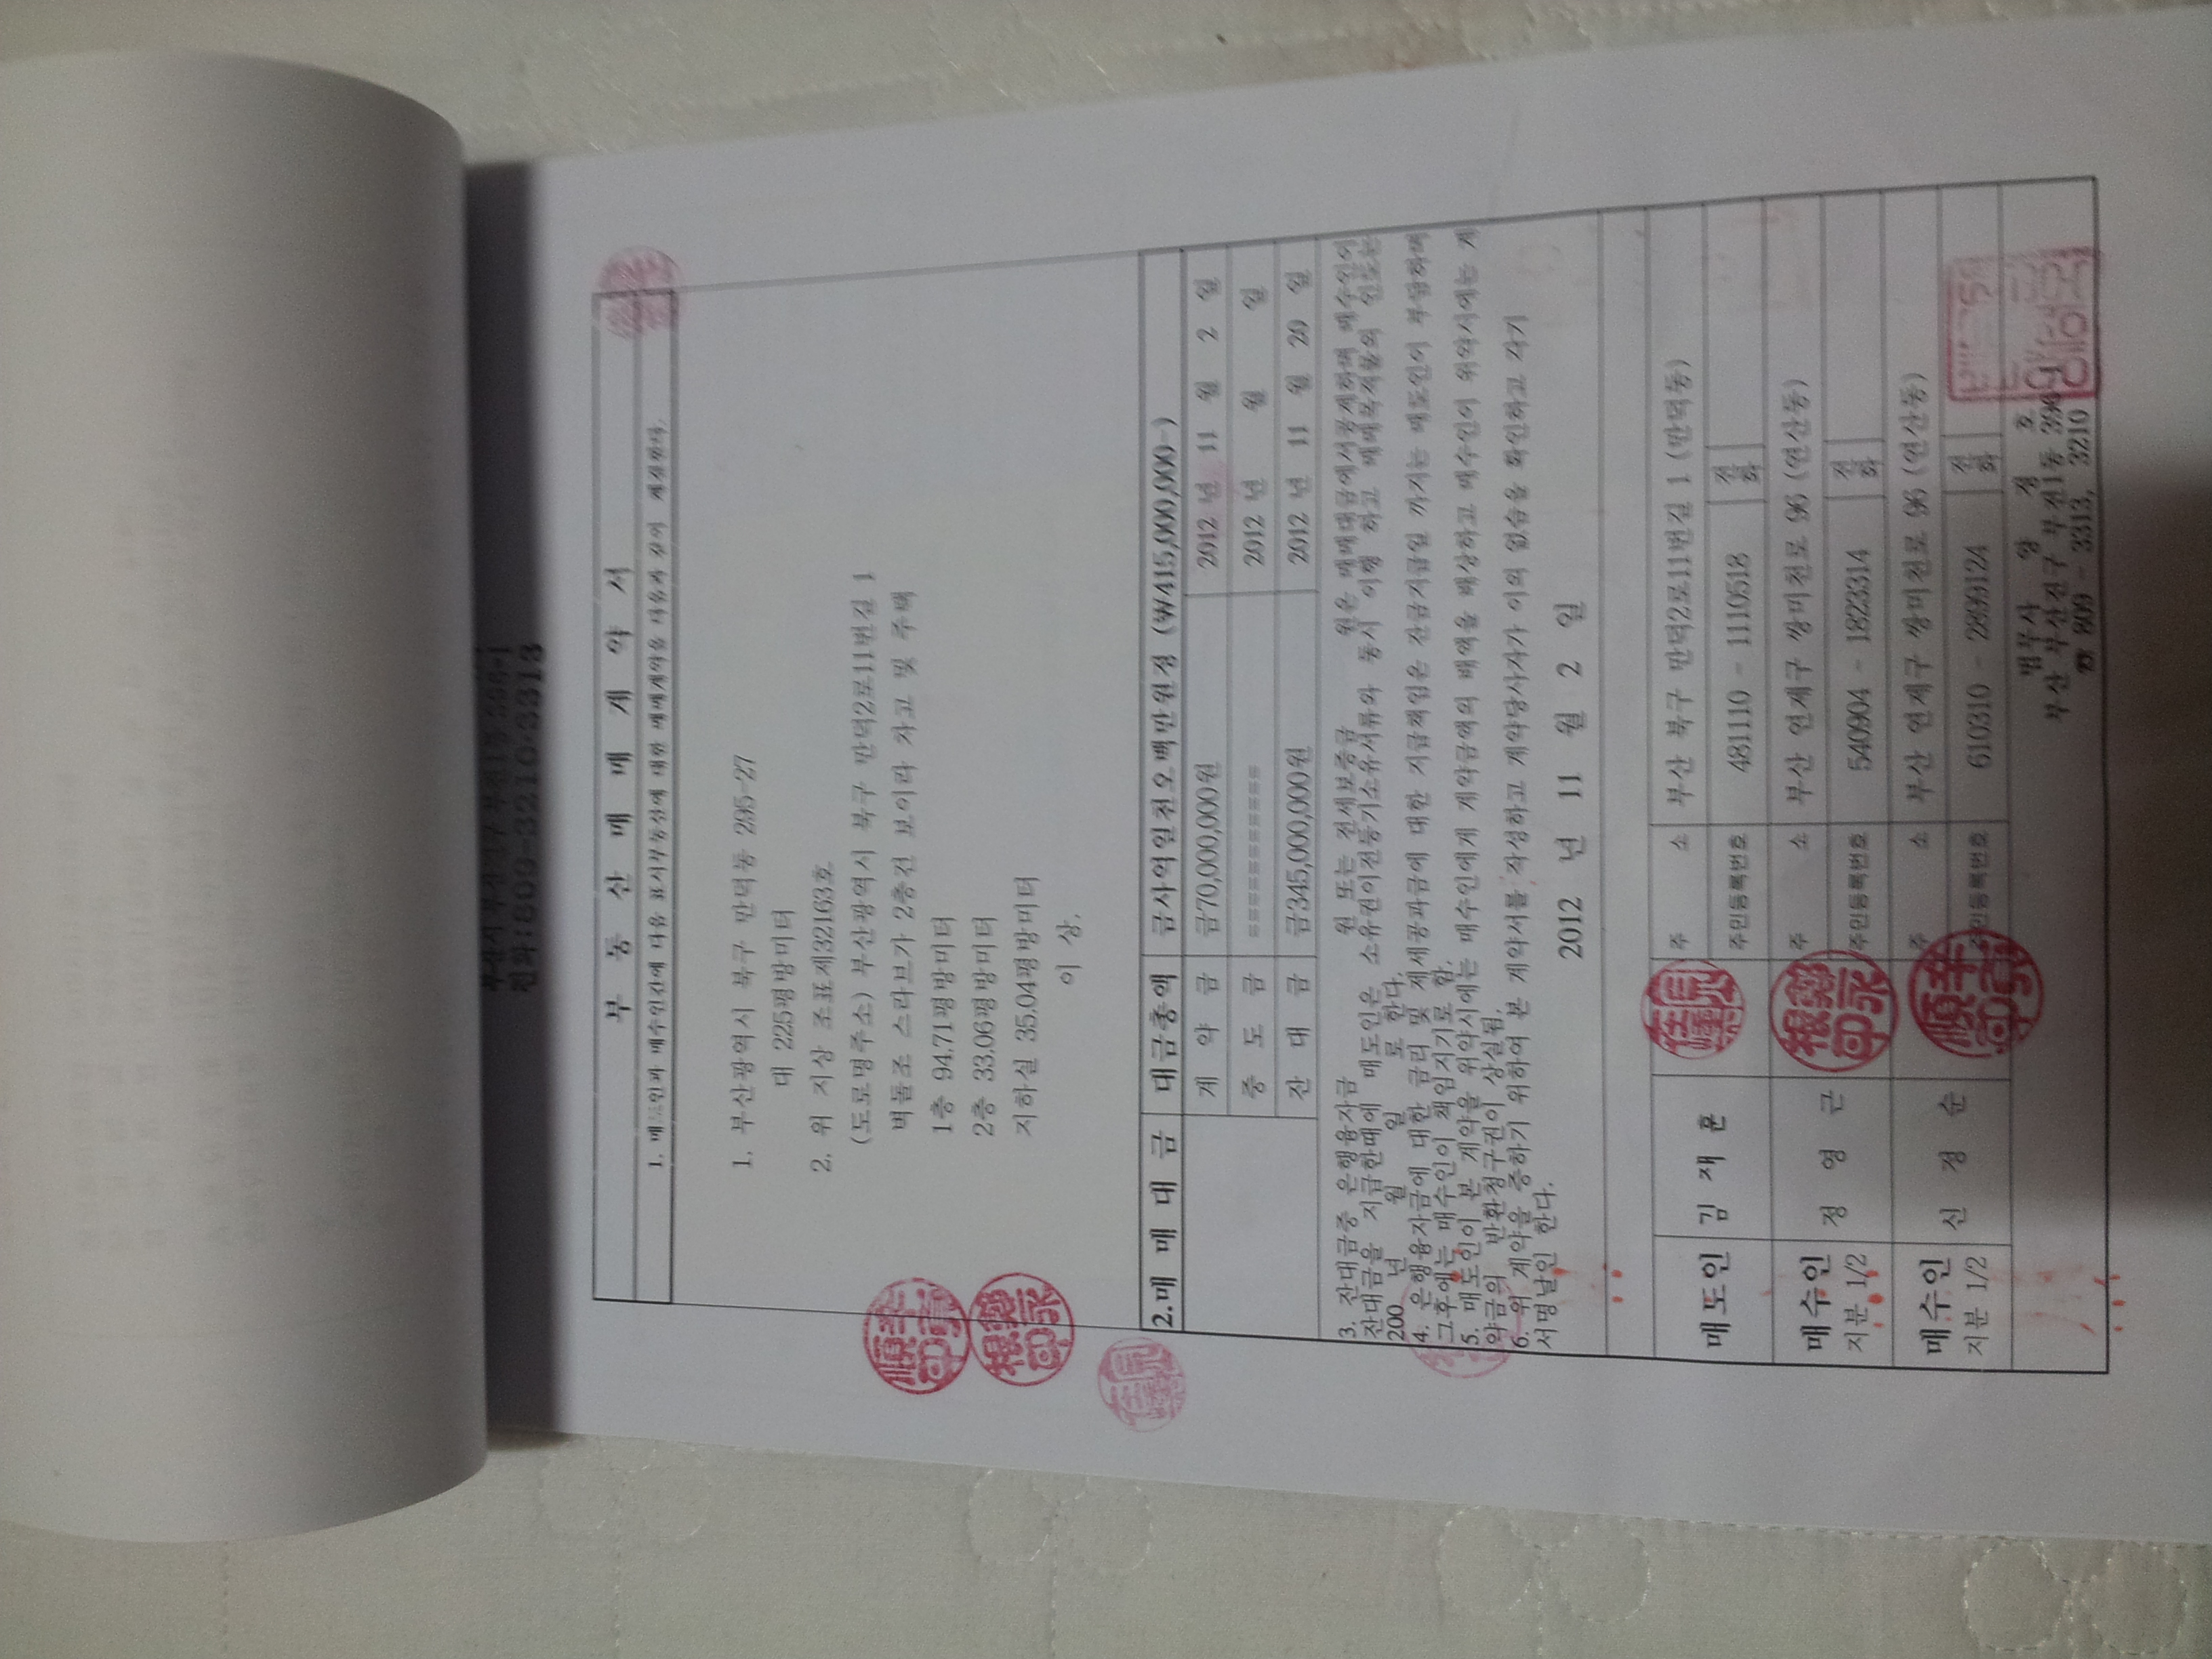 전화:809-3210·3313
부 동 산 매 매 계 약 서
1. 매도인과 매수인간에 다음 표시부동산에 대한 매매계약을 다음과 같이 체결한다.
1. 부산광역시 북구 만덕동 295-27
대 225평방미터
2. 위 지상 조표제32163호
(도로명주소) 부산광역시 북구 만덕2로11번길 1
벽돌조 스라브가 2층건 보이라 차고 및 주택
1층 94.71평방미터
2층 33.06평방미터
지하실 35.04평방미터
이 상.
2.매 매 대 금 대금총액 금사억일천오백만원정 (₩415,000,000-)
계 약 금 금70,000,000원 2012 년 11 월 2 일
중 도 금 ========== 2012 년 월 일
잔 대 금 금345,000,000원 2012 년 11 월 20 일
3. 잔대금중 은행융자금 원 또는 전세보증금 원은 매매대금에서공제하며 매수인이
잔대금을 지급한때에 매도인은 소유권이전등기소유서류와 동시 이행 하고 매매목적물의 인도는
200 년 월 일 로 한다.
4. 은행융자금에 대한 금리 및 제세공과금에 대한 지급책임은 잔금지급일 까지는 매도인이 부담하며
그후에는 매수인이 책임지기로 함.
5. 매도인이 본 계약을 위약시에는 매수인에게 계약금액의 배액을 배상하고 매수인이 위약시에는 계
약금의 반환청구권이 상실됨.
6. 위 계약을 증하기 위하여 본 계약서를 작성하고 계약당사자가 이의 없음을 확인하고 각기
서명날인 한다.
2012 년 11 월 2 일
매도인 김 재 훈 주 소 부산 북구 만덕2로11번길 1 (만덕동)
주민등록번호 481110 - 1110518 전화
매수인 지분 1/2 정 영 근 주 소 부산 연제구 쌍미천로 96 (연산동)
주민등록번호 540904 - 1823314 전화
매수인 지분 1/2 신 정 순 주 소 부산 연제구 쌍미천로 96 (연산동)
주민등록번호 610310 - 2899124 전화
법무사 양 정 호
부산 부산진구 부전1동 396-1
☎ 809 - 3313, 3210